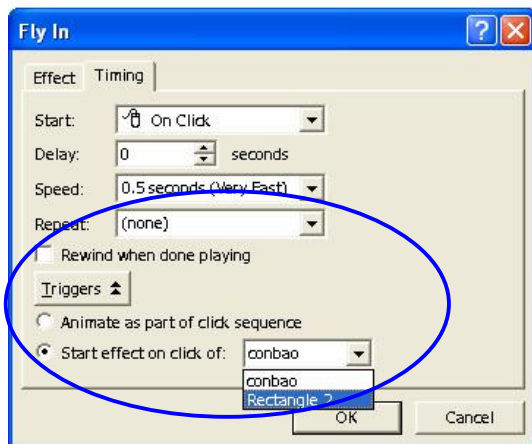 Fly In
Effect Timing
Start: On Click
Delay: 0 seconds
Speed: 0.5 seconds (Very Fast)
Repeat: (none)
Rewind when done playing
Triggers
Animate as part of click sequence
Start effect on click of: conbao
conbao
Rectangle 2
OK Cancel